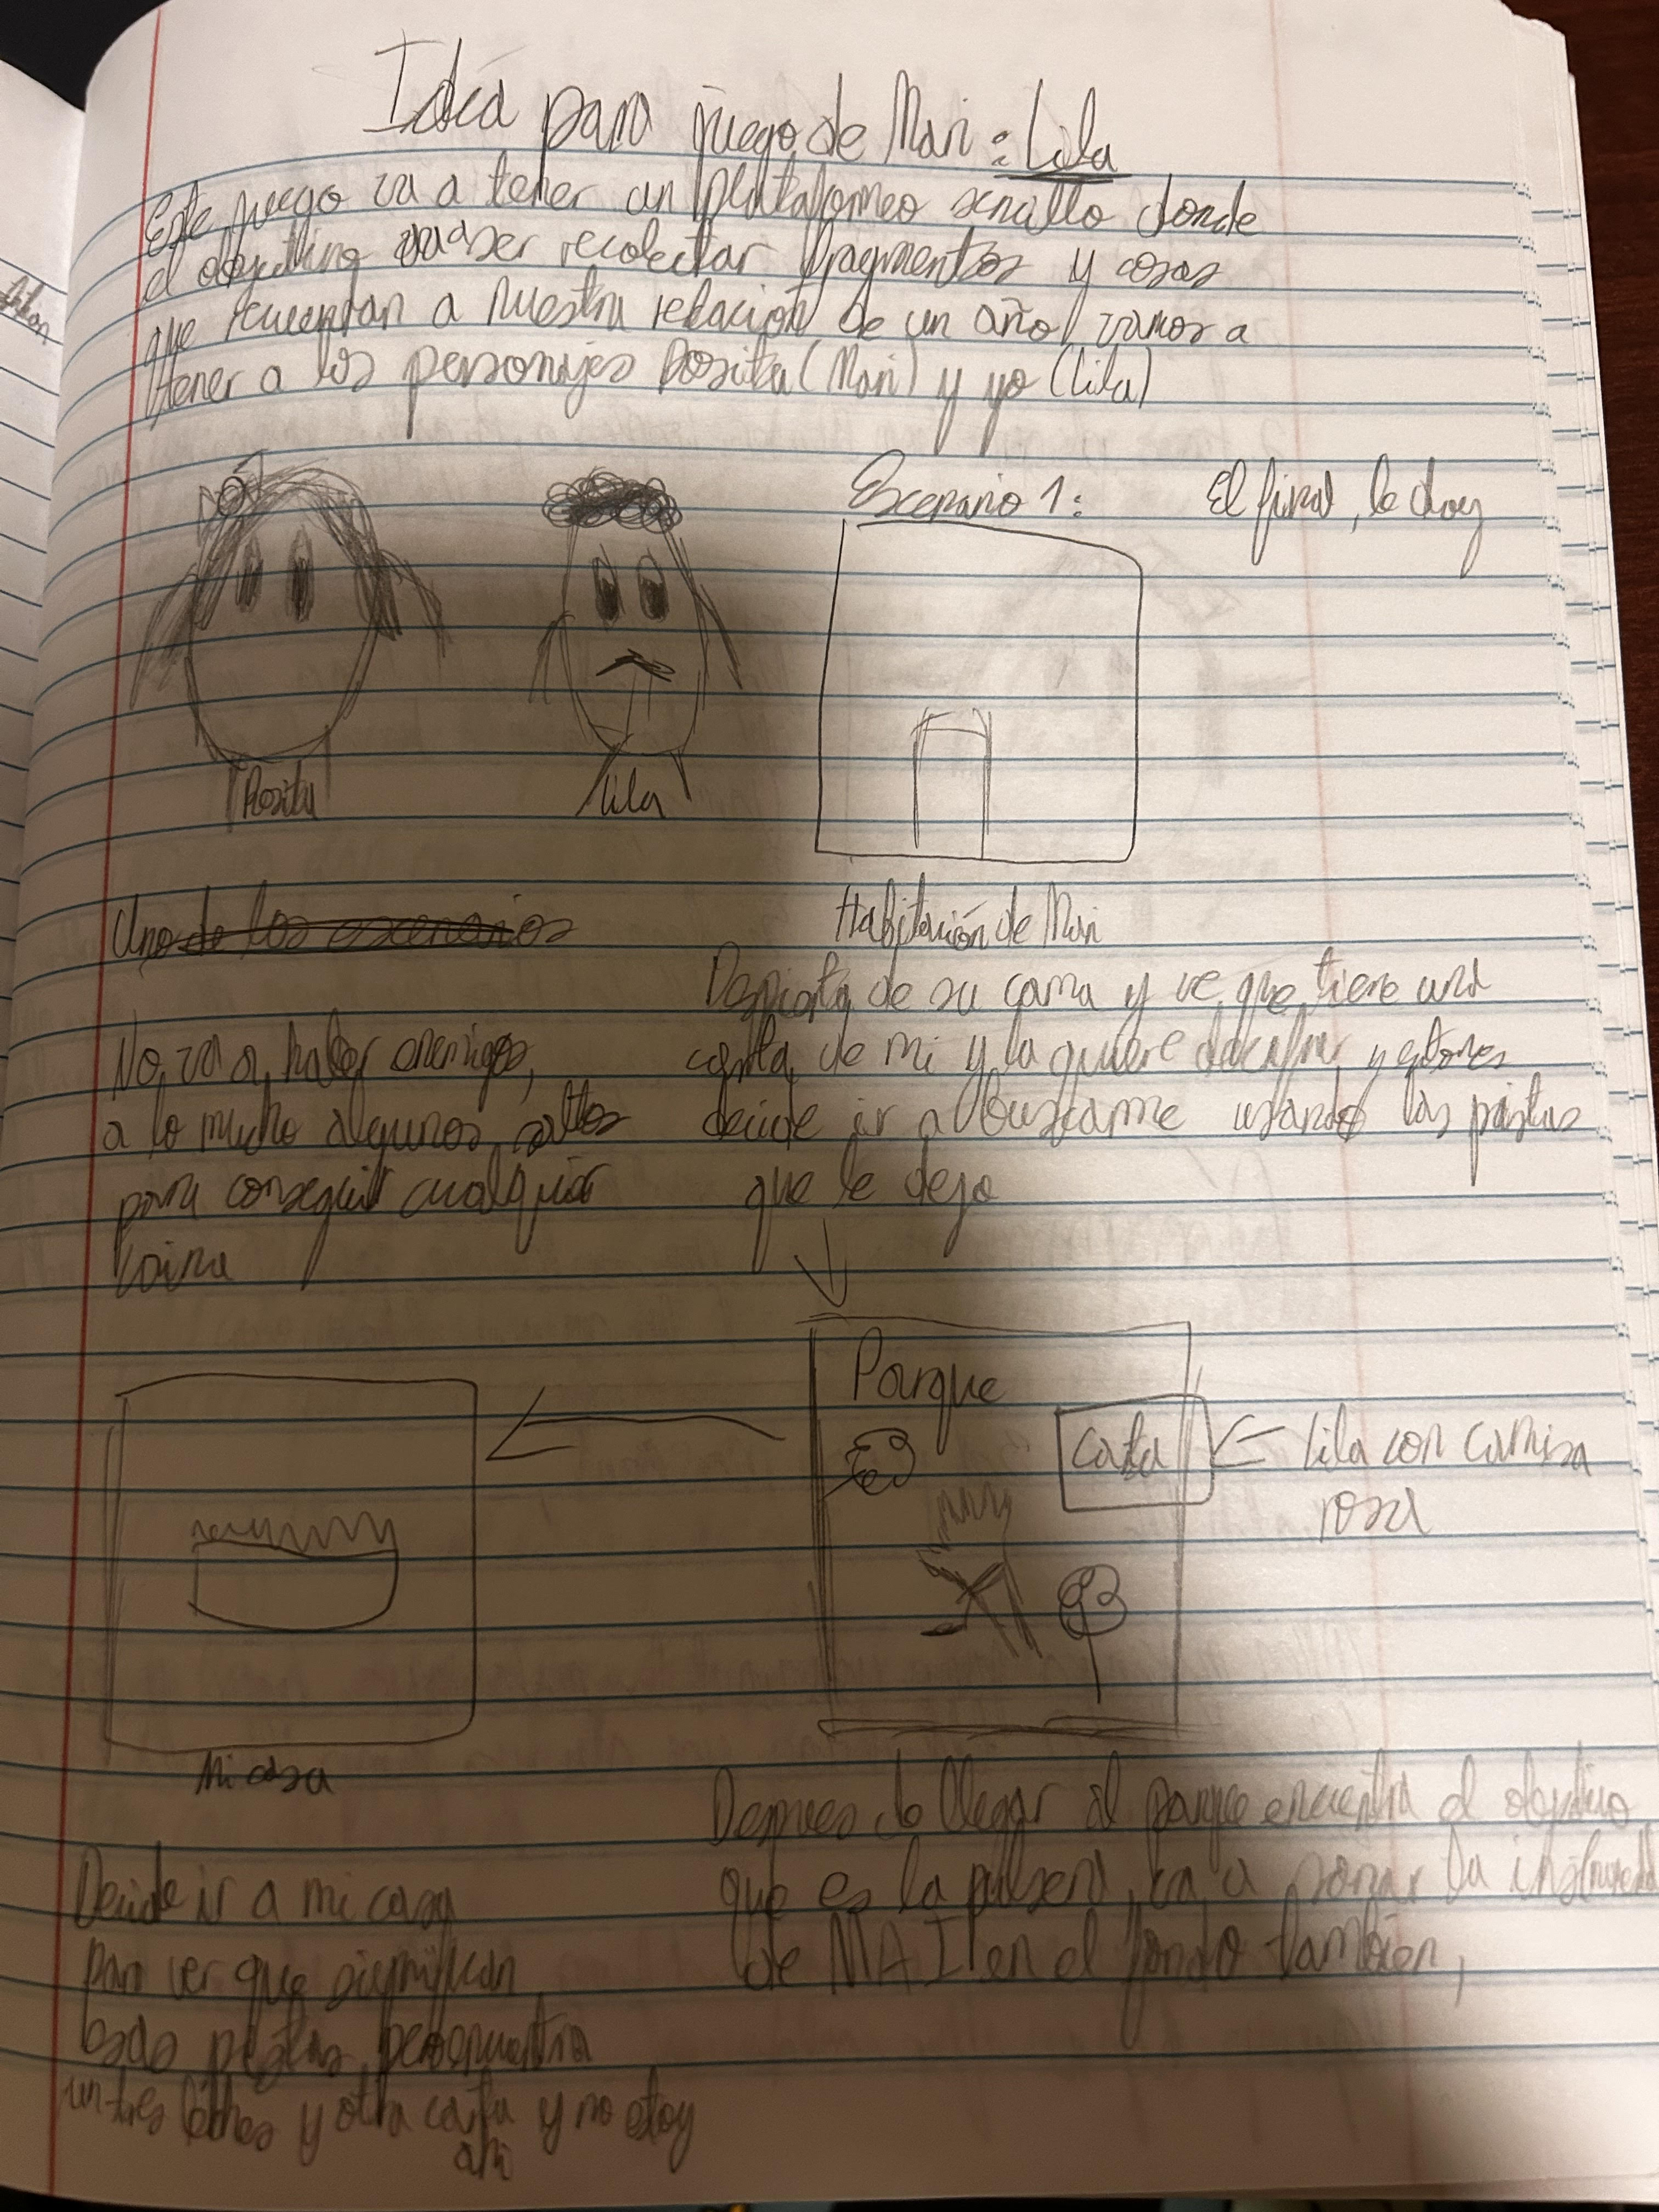 Idea para juego de Mari: Lila
Este juego va a tener un plataformeo sencillo donde
el objetivo va a ser recolectar fragmentos y cosas
que recuerdan a nuestra relación de un año, vamos a
tener a los personajes Rosita (Mari) y yo (Lila)
Escenario 1:
El final, le doy
Rosita
Lila
Uno de los escenarios
Habitación de Mari
Despierta de su cama y ve que tiene una
carta de mi y la quiere descifrar, y entonces
decide ir a buscarme usando las pistas
que le dejo
No va a haber enemigos,
a lo mucho algunos saltos
para conseguir cualquier
vaina
Parque
Carta
Lila con camisa
rosa
Mi casa
Despues de llegar al parque encuentra el objetivo
que es la pulsera, va a sonar la instrumental
de MAI en el fondo también,
Decide ir a mi casa
para ver que significan
esas pistas, pero encuentra
un tres leches y otra carta y no estoy
ahi